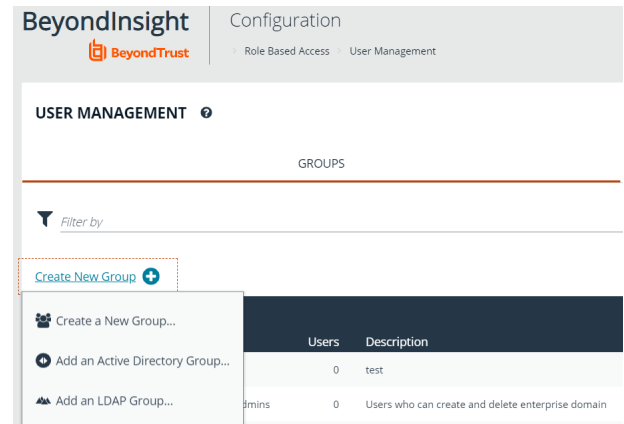 BeyondInsight
BeyondTrust
Configuration
Role Based Access > User Management
USER MANAGEMENT ?
GROUPS
Filter by
Create New Group +
Create a New Group...
Add an Active Directory Group...
Add an LDAP Group...
Users Description
0 test
dmins 0 Users who can create and delete enterprise domain